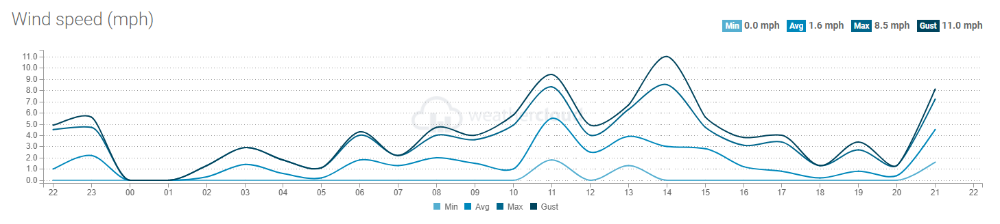 Wind speed (mph)
Min 0.0 mph Avg 1.6 mph Max 8.5 mph Gust 11.0 mph
11.0
10.0
9.0
8.0
7.0
6.0
5.0
4.0
3.0
2.0
1.0
0.0
weathercloud
22 23 00 01 02 03 04 05 06 07 08 09 10 11 12 13 14 15 16 17 18 19 20 21 22
Min Avg Max Gust